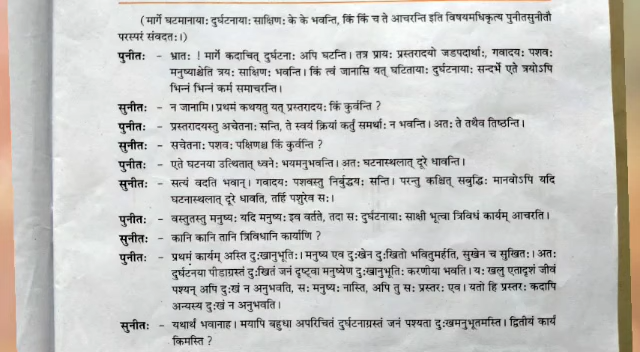 ( मार्गे घटमानायाः दुर्घटनायाः साक्षिणः के के भवन्ति, किं किं च ते आचरन्ति इति विषयमधिकृत्य पुनीतसुनीतौ
परस्परं संवदतः।)
पुनीतः - भ्रातः ! मार्गे कदाचित् दुर्घटनाः अपि घटन्ति। तत्र प्रायः प्रस्तरादयो जडपदार्थाः, गवादयः पशवः
मनुष्याश्चेति त्रयः साक्षिणः भवन्ति। किं त्वं जानासि यत् घटितायाः दुर्घटनायाः सन्दर्भे एते त्रयोऽपि
भिन्नं भिन्नं कर्म समाचरन्ति।
सुनीतः - न जानामि। प्रथमं कथयतु यत् प्रस्तरादयः किं कुर्वन्ति ?
पुनीतः - प्रस्तरादयस्तु अचेतनाः सन्ति, ते स्वयं क्रियां कर्तुं समर्थाः न भवन्ति। अतः ते तथैव तिष्ठन्ति।
सुनीतः - सचेतनाः पशवः पक्षिणश्च किं कुर्वन्ति ?
पुनीतः - एते घटनया उत्थितात् ध्वनेः भयमनुभवन्ति। अतः घटनास्थलात् दूरे धावन्ति।
सुनीतः - सत्यं वदति भवान्। गवादयः पशवस्तु निर्बुद्धयः सन्ति। परन्तु कश्चित् सबुद्धिः मानवोऽपि यदि
घटनास्थलात् दूरे धावति, तर्हि पशुरेव सः।
पुनीतः - वस्तुतस्तु मनुष्यः यदि मनुष्यः इव वर्तते, तदा सः दुर्घटनायाः साक्षी भूत्वा त्रिविधं कार्यम् आचरति।
सुनीतः - कानि कानि तानि त्रिविधानि कार्याणि ?
पुनीतः - प्रथमं कार्यम् अस्ति दुःखानुभूतिः। मनुष्य एव दुःखेन दुःखितो भवितुमर्हति, सुखेन च सुखितः। अतः
दुर्घटनया पीडाग्रस्तं दुःखितं जनं दृष्ट्वा मनुष्येण दुःखानुभूतिः करणीया भवति। यः खलु एतादृशं जीवं
पश्यन् अपि दुःखं न अनुभवति, सः मनुष्यः नास्ति, अपि तु सः प्रस्तरः एव। यतो हि प्रस्तरः कदापि
अन्यस्य दुःखं न अनुभवति।
सुनीतः - यथार्थं भवानाह। मयापि बहुधा अपरिचितं दुर्घटनाग्रस्तं जनं पश्यता दुःखमनुभूतमस्ति। द्वितीयं कार्यं
किमस्ति ?